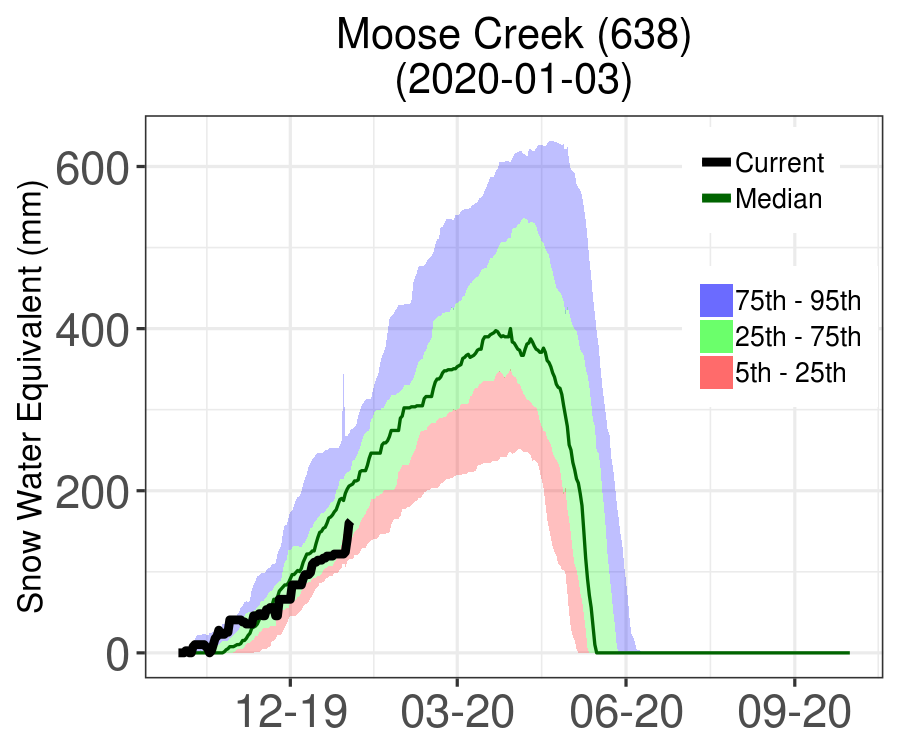 Moose Creek (638)
(2020-01-03)
Snow Water Equivalent (mm)
600
400
200
0
12-19
03-20
06-20
09-20
Current
Median
75th - 95th
25th - 75th
5th - 25th